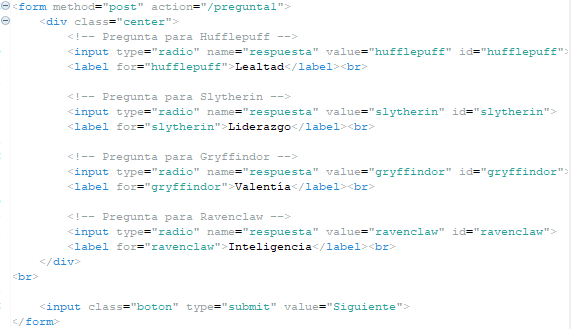 <form method="post" action="/pregunta1">
<div class="center">
<!-- Pregunta para Hufflepuff -->
<input type="radio" name="respuesta" value="hufflepuff" id="hufflepuff">
<label for="hufflepuff">Lealtad</label><br>
<!-- Pregunta para Slytherin -->
<input type="radio" name="respuesta" value="slytherin" id="slytherin">
<label for="slytherin">Liderazgo</label><br>
<!-- Pregunta para Gryffindor -->
<input type="radio" name="respuesta" value="gryffindor" id="gryffindor">
<label for="gryffindor">Valentía</label><br>
<!-- Pregunta para Ravenclaw -->
<input type="radio" name="respuesta" value="ravenclaw" id="ravenclaw">
<label for="ravenclaw">Inteligencia</label><br>
</div>
<br>
<input class="boton" type="submit" value="Siguiente">
</form>